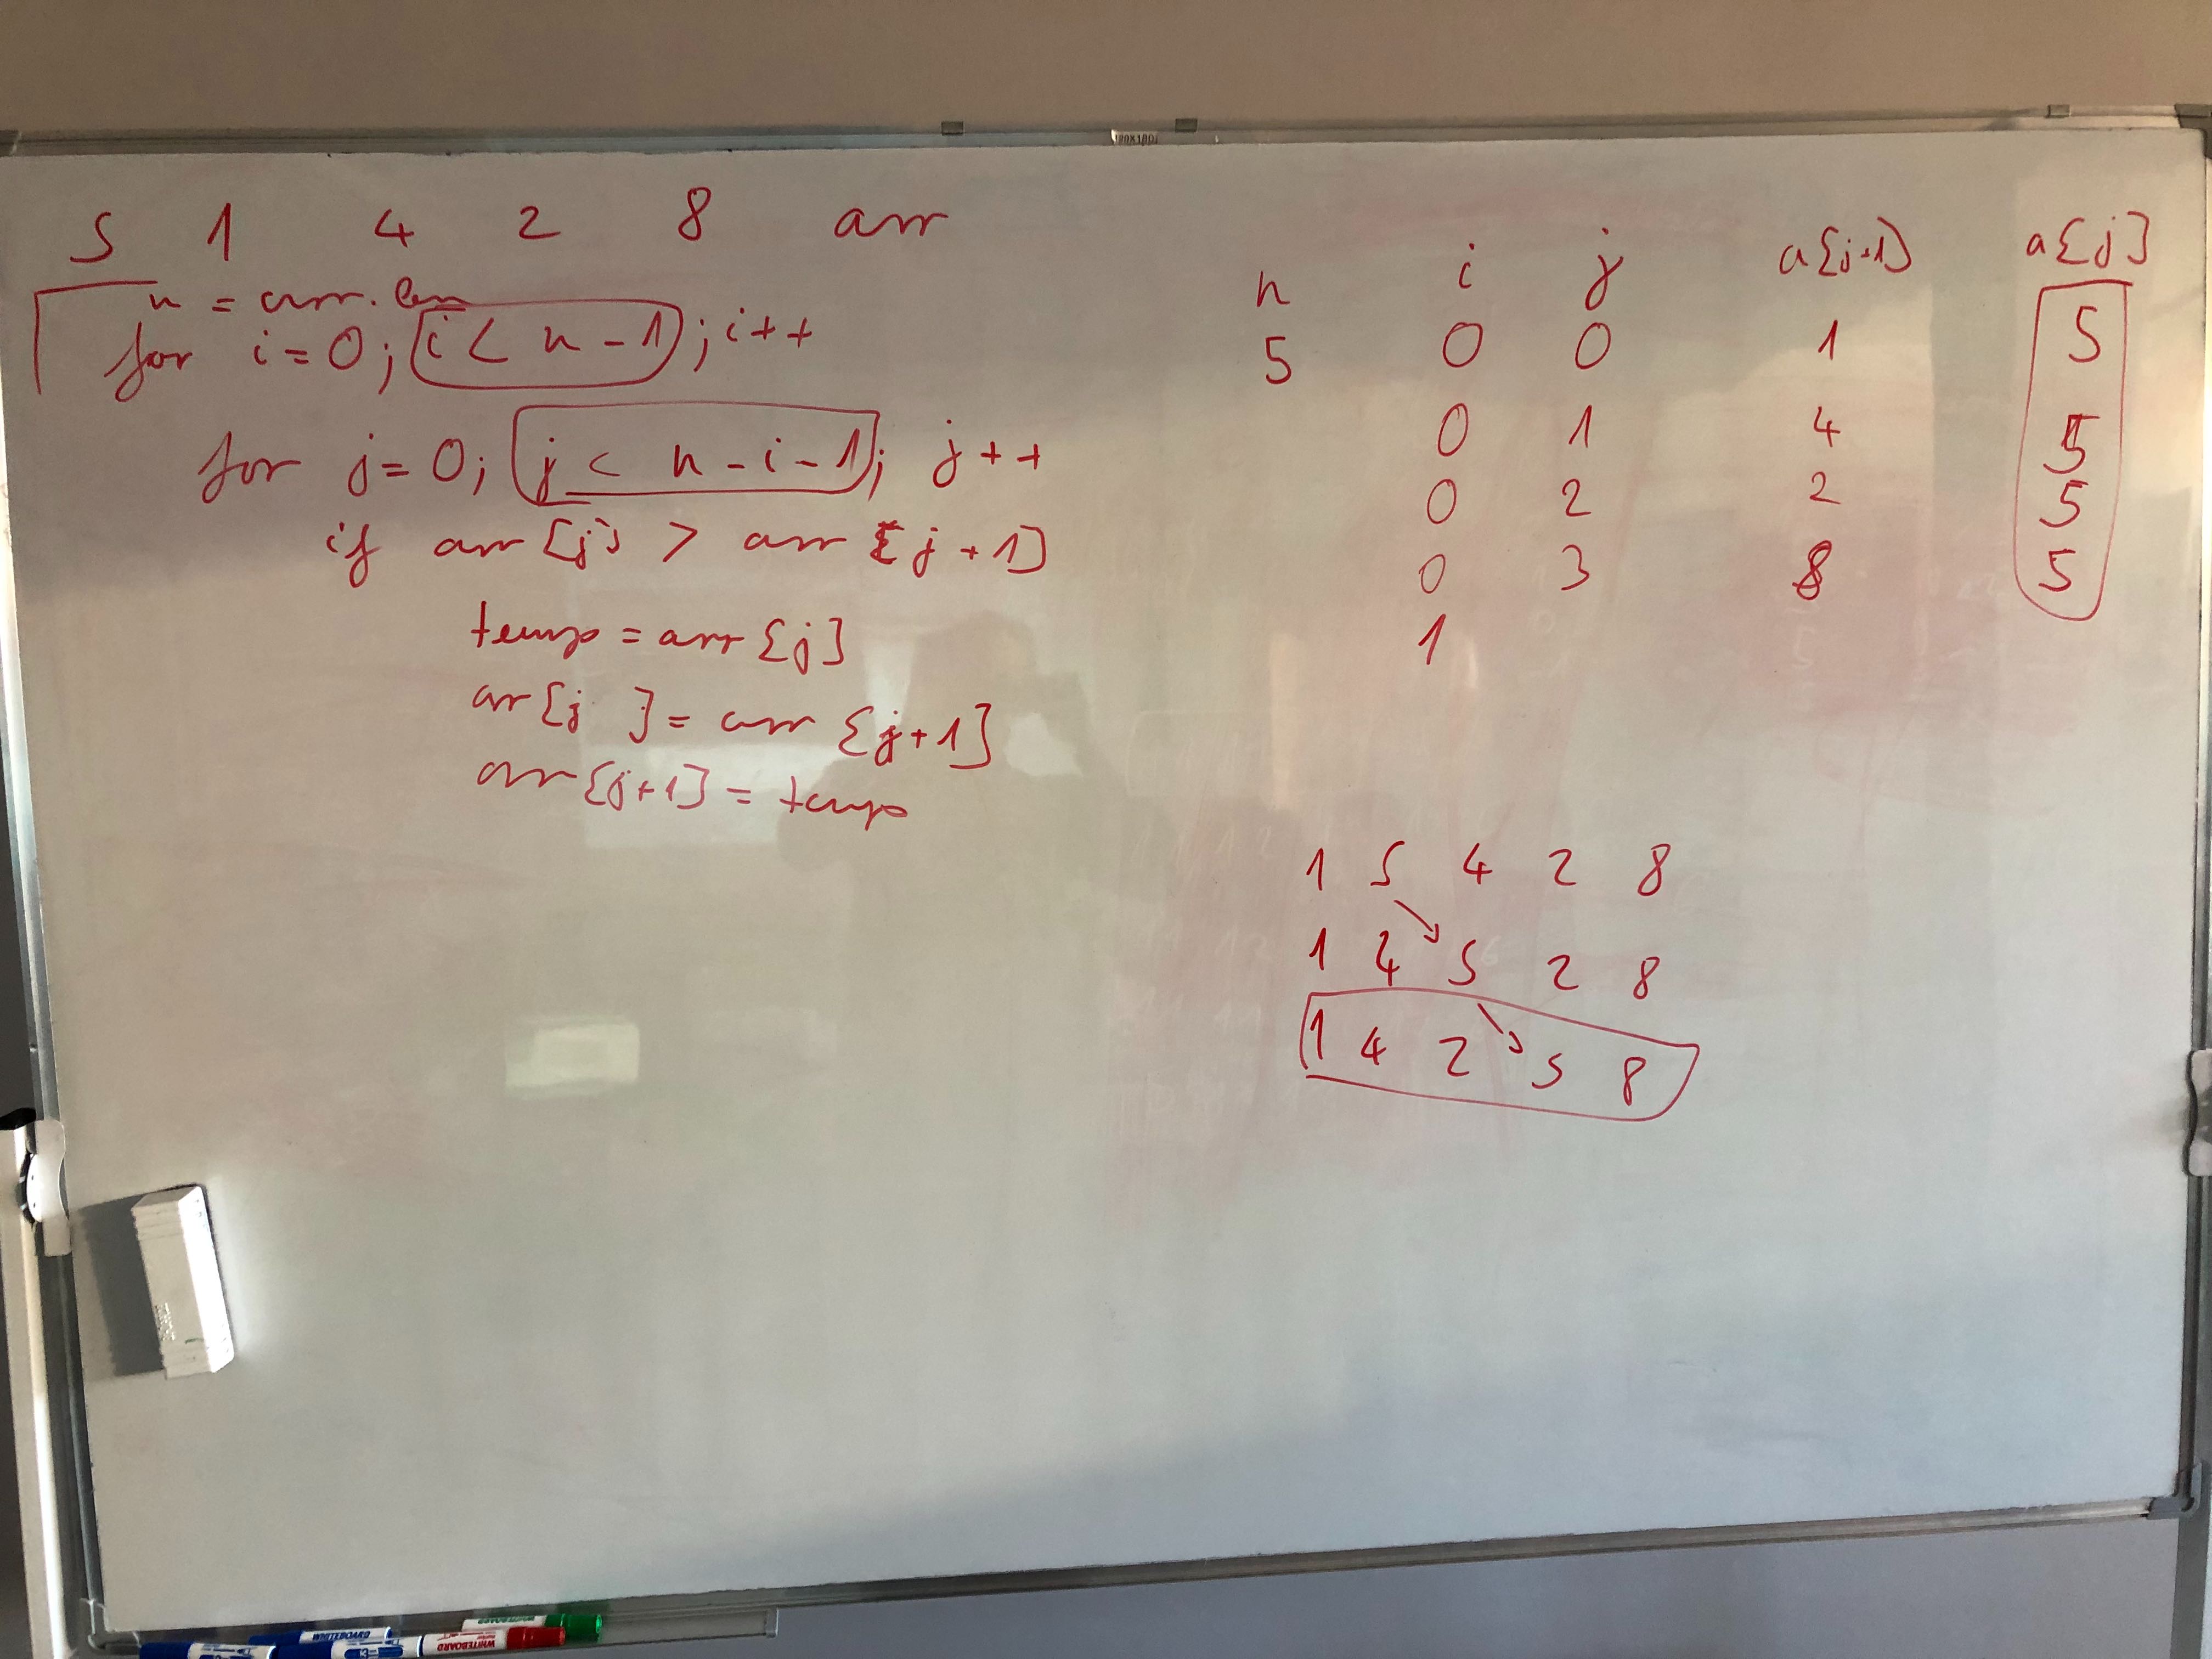 5 1 4 2 8 arr
n = arr.len
for i=0; i < n-1; i++
for j=0; j < n-i-1; j++
if arr[j] > arr[j+1]
temp = arr[j]
arr[j ] = arr[j+1]
arr[j+1] = temp
n i j a[j+1] a[j]
5 0 0 1 5
0 1 4 5
0 2 2 5
0 3 8 5
1
1 5 4 2 8
1 4 5 2 8
1 4 2 5 8
WHITEBOARD
WHITEBOARD
WHITEBOARD